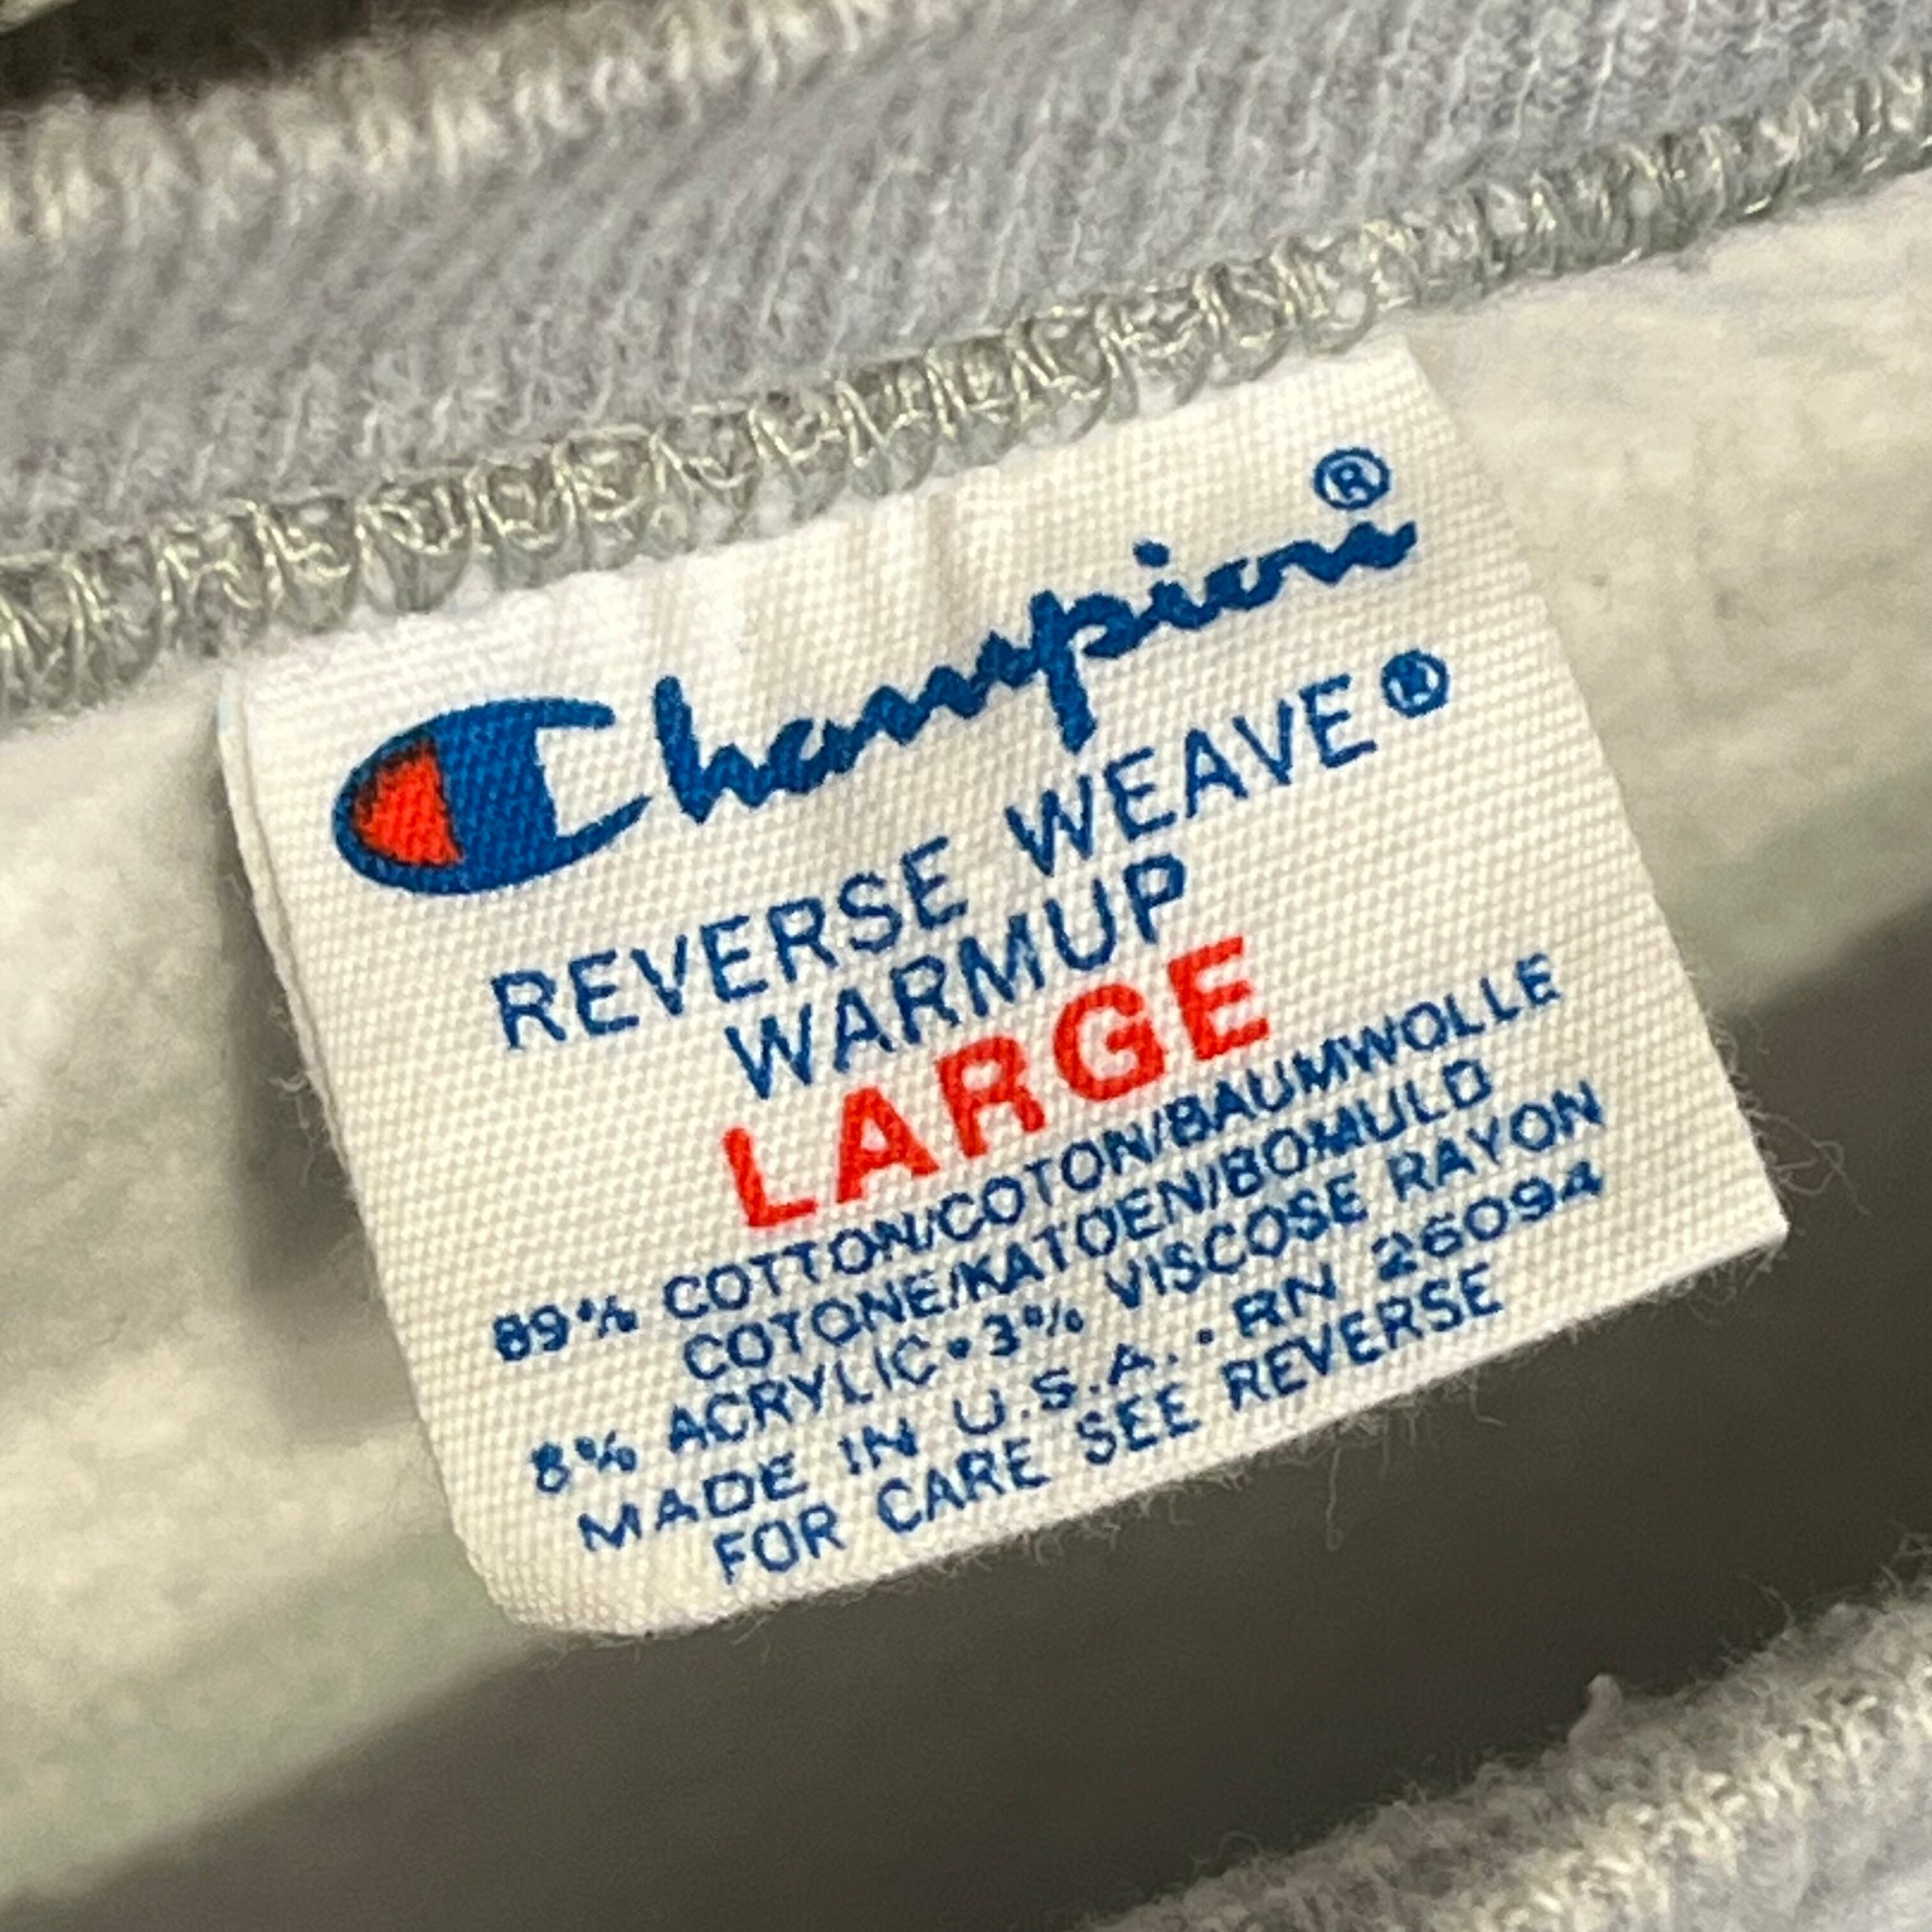 Champion®
REVERSE WEAVE®
WARMUP
LARGE
89% COTTON/COTON/BAUMWOLLE
COTONE/KATOEN/BOMULD
8% ACRYLIC•3% VISCOSE RAYON
MADE IN U.S.A. • RN 26094
FOR CARE SEE REVERSE